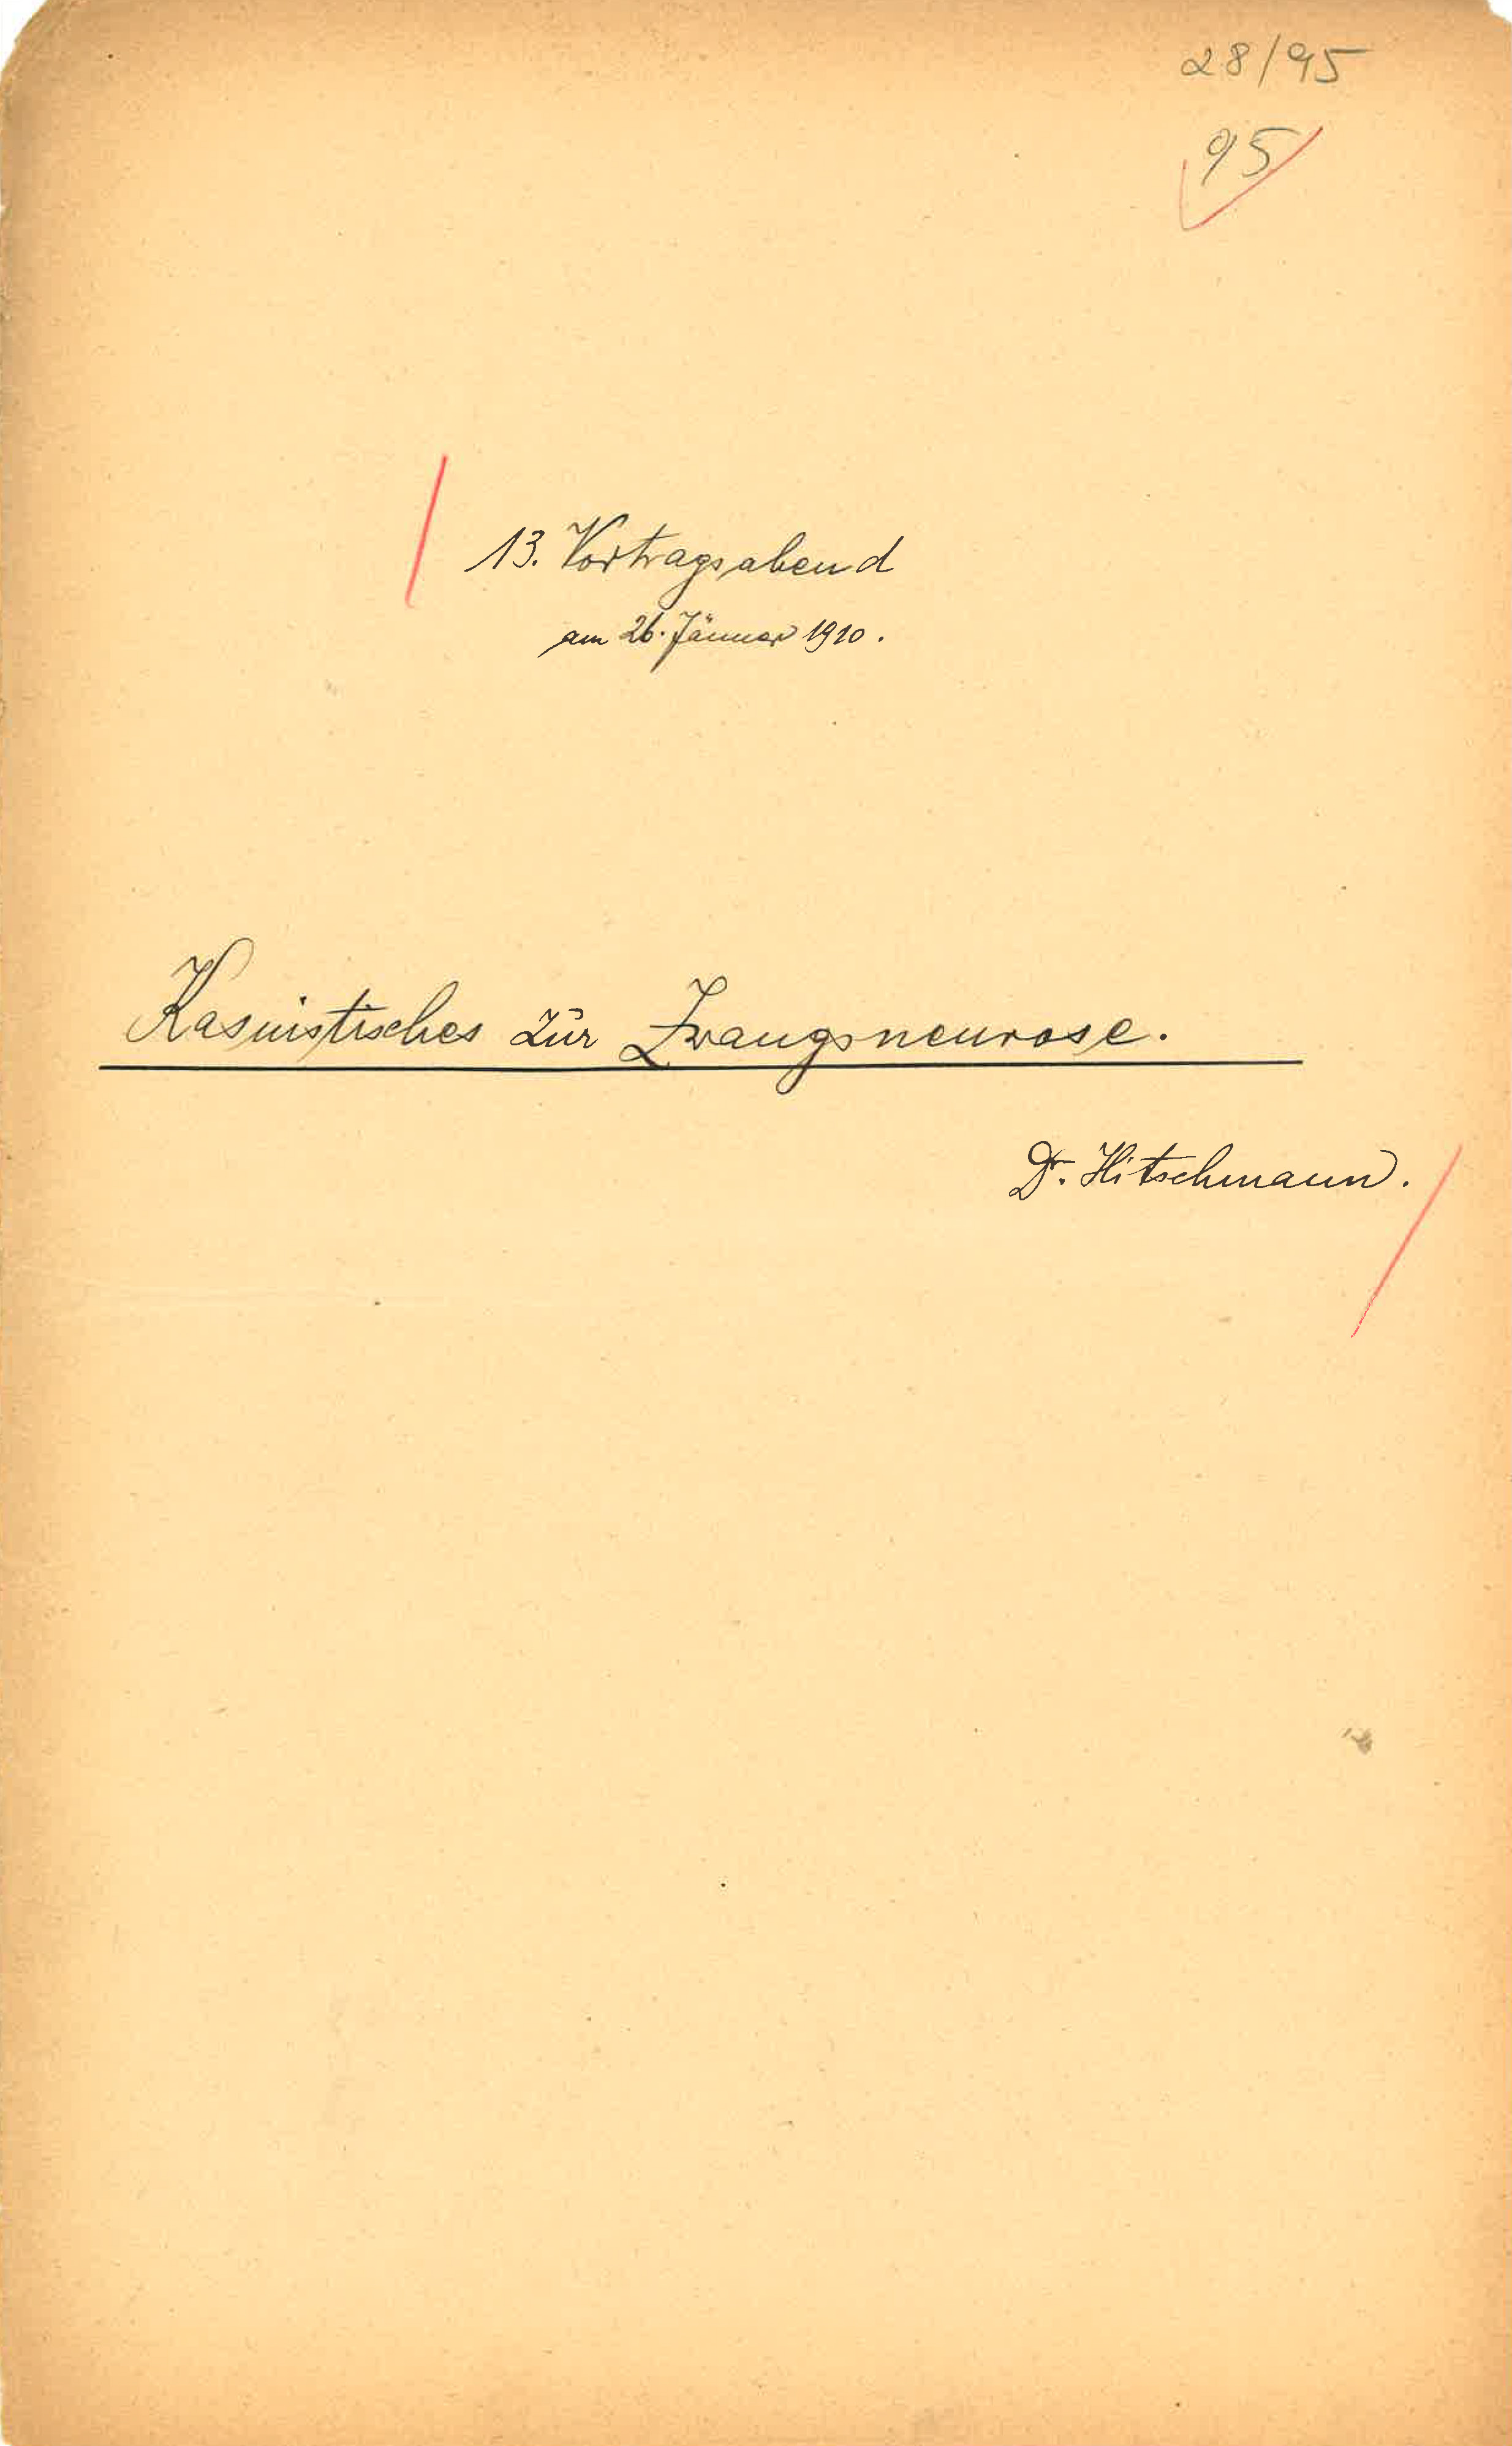 28/95
95
13. Vortragsabend
am 26. Jänner 1910.
Kasuistisches zur Zwangsneurose.
Dr. Hitschmann.